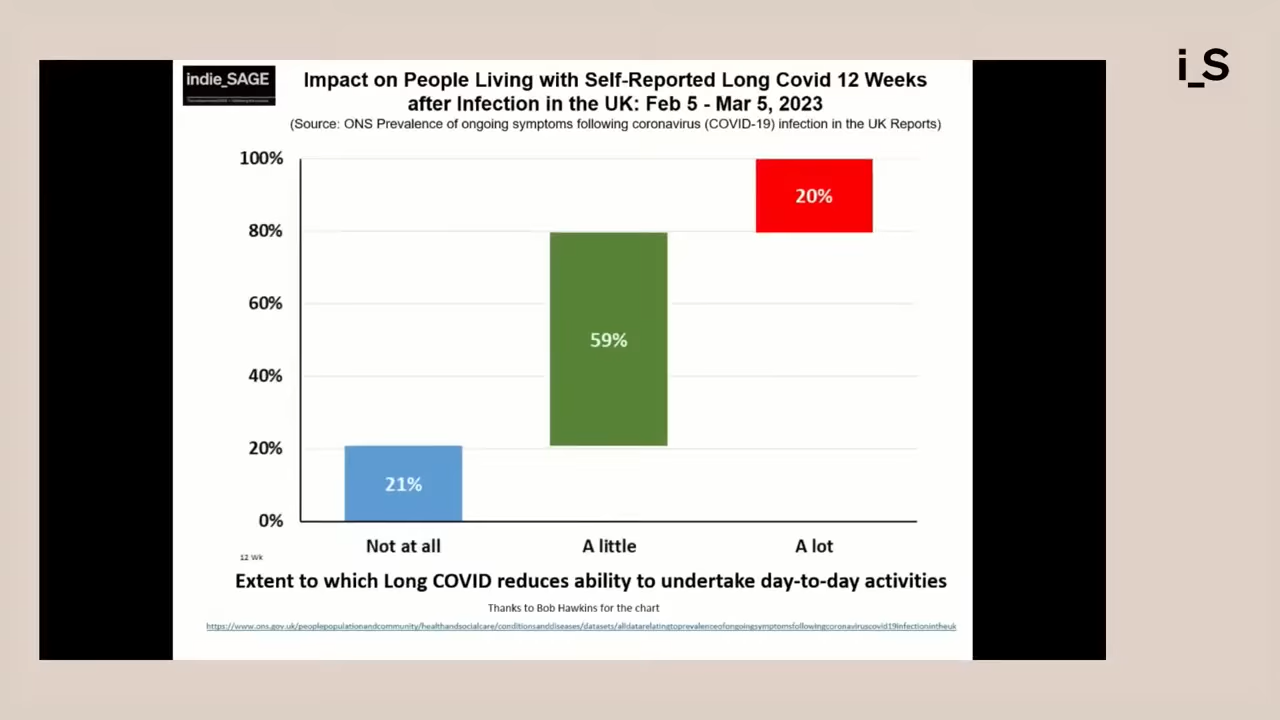 i_S
indie_SAGE
Impact on People Living with Self-Reported Long Covid 12 Weeks
after Infection in the UK: Feb 5 - Mar 5, 2023
(Source: ONS Prevalence of ongoing symptoms following coronavirus (COVID-19) infection in the UK Reports)
100%
80%
60%
40%
20%
0%
21%
59%
20%
Not at all
A little
A lot
12 Wk
Extent to which Long COVID reduces ability to undertake day-to-day activities
Thanks to Bob Hawkins for the chart
https://www.ons.gov.uk/peoplepopulationandcommunity/healthandsocialcare/conditionsanddiseases/datasets/alldatarelatingtoprevalenceofongoingsymptomsfollowingcoronaviruscovid19infectionintheuk